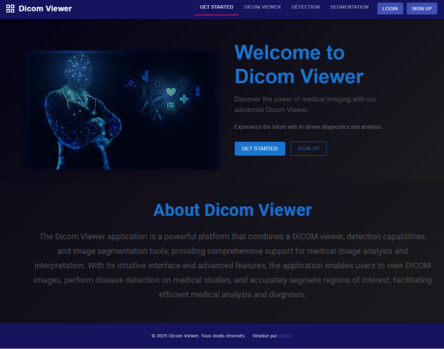 Dicom Viewer
GET STARTED DICOM VIEWER DÉTECTION SEGMENTATION LOGIN SIGN UP
Welcome to
Dicom Viewer
Discover the power of medical imaging with our
advanced Dicom Viewer.
Experience the future with AI-driven diagnostics and analysis.
GET STARTED SIGN UP
About Dicom Viewer
The Dicom Viewer application is a powerful platform that combines a DICOM viewer, detection capabilities,
and image segmentation tools, providing comprehensive support for medical image analysis and
interpretation. With its intuitive interface and advanced features, the application enables users to view DICOM
images, perform disease detection on medical studies, and accurately segment regions of interest, facilitating
efficient medical analysis and diagnosis.
© 2025 Dicom Viewer. Tous droits réservés. Réalisé par